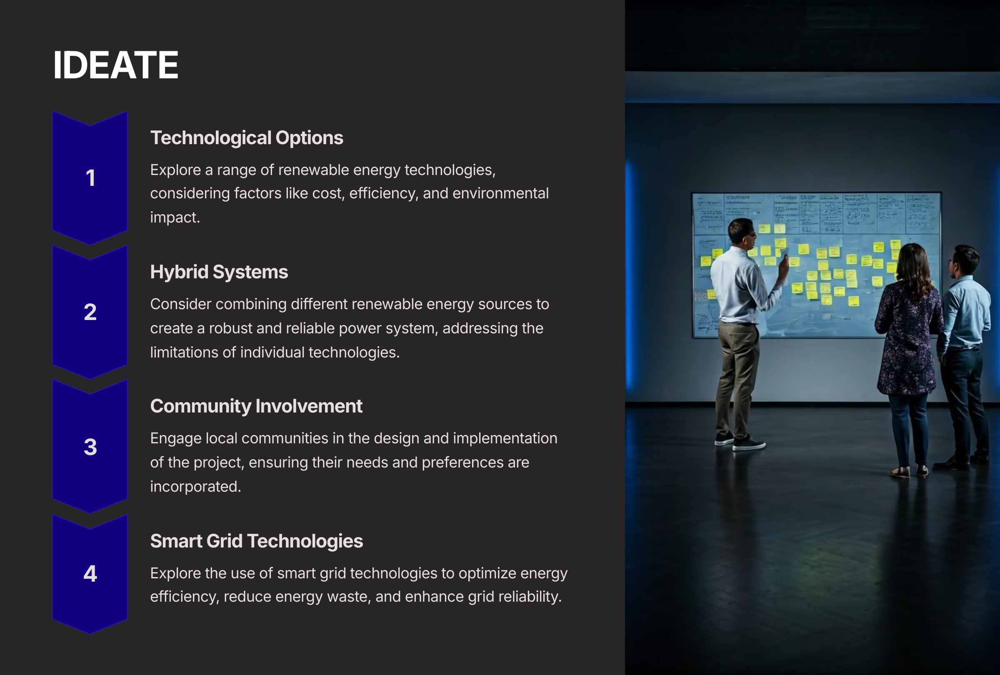 IDEATE
1
Technological Options
Explore a range of renewable energy technologies,
considering factors like cost, efficiency, and environmental
impact.
2
Hybrid Systems
Consider combining different renewable energy sources to
create a robust and reliable power system, addressing the
limitations of individual technologies.
3
Community Involvement
Engage local communities in the design and implementation
of the project, ensuring their needs and preferences are
incorporated.
4
Smart Grid Technologies
Explore the use of smart grid technologies to optimize energy
efficiency, reduce energy waste, and enhance grid reliability.